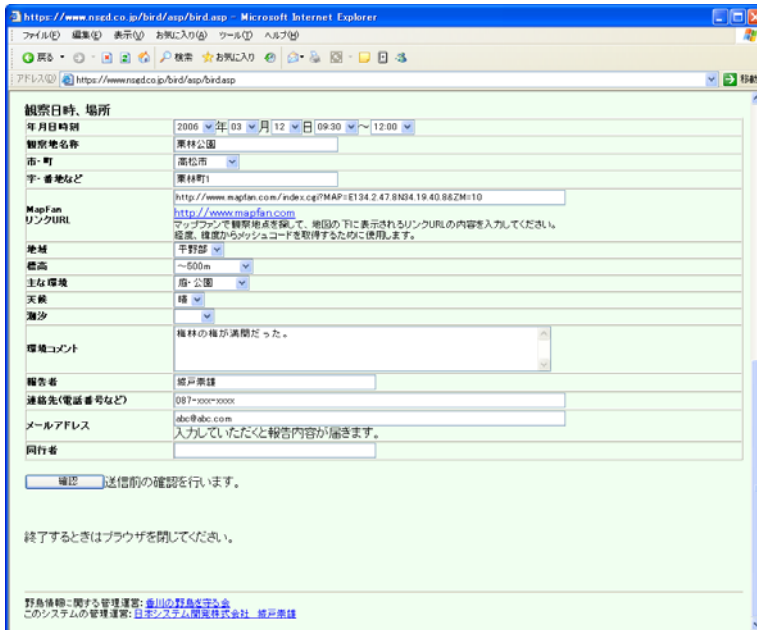 https://www.nsed.co.jp/bird/asp/bird.asp - Microsoft Internet Explorer
ファイル(F) 編集(E) 表示(V) お気に入り(A) ツール(T) ヘルプ(H)
戻る 検索 お気に入り
アドレス(D) https://www.nsed.co.jp/bird/asp/bird.asp 移動
観察日時、場所
年月日時刻 2006 年 03 月 12 日 09:30 ～ 12:00
観察地名称 栗林公園
市・町 高松市
字・番地など 栗林町1
http://www.mapfan.com/index.cgi?MAP=E134.2.47.8N34.19.40.8&ZM=10
MapFan
リンクURL
http://www.mapfan.com
マップファンで観察地点を探して、地図の下に表示されるリンクURLの内容を入力してください。
経度、緯度からメッシュコードを取得するために使用します。
地域 平野部
標高 ～500m
主な環境 庭・公園
天候 晴
潮汐
環境コメント 梅林の梅が満開だった。
報告者 城戸崇雄
連絡先(電話番号など) 087-xxx-xxxx
メールアドレス abc@abc.com
入力していただくと報告内容が届きます。
同行者
確認 送信前の確認を行います。
終了するときはブラウザを閉じてください。
野鳥情報に関する管理運営: 香川の野鳥を守る会
このシステムの管理運営: 日本システム開発株式会社 城戸崇雄